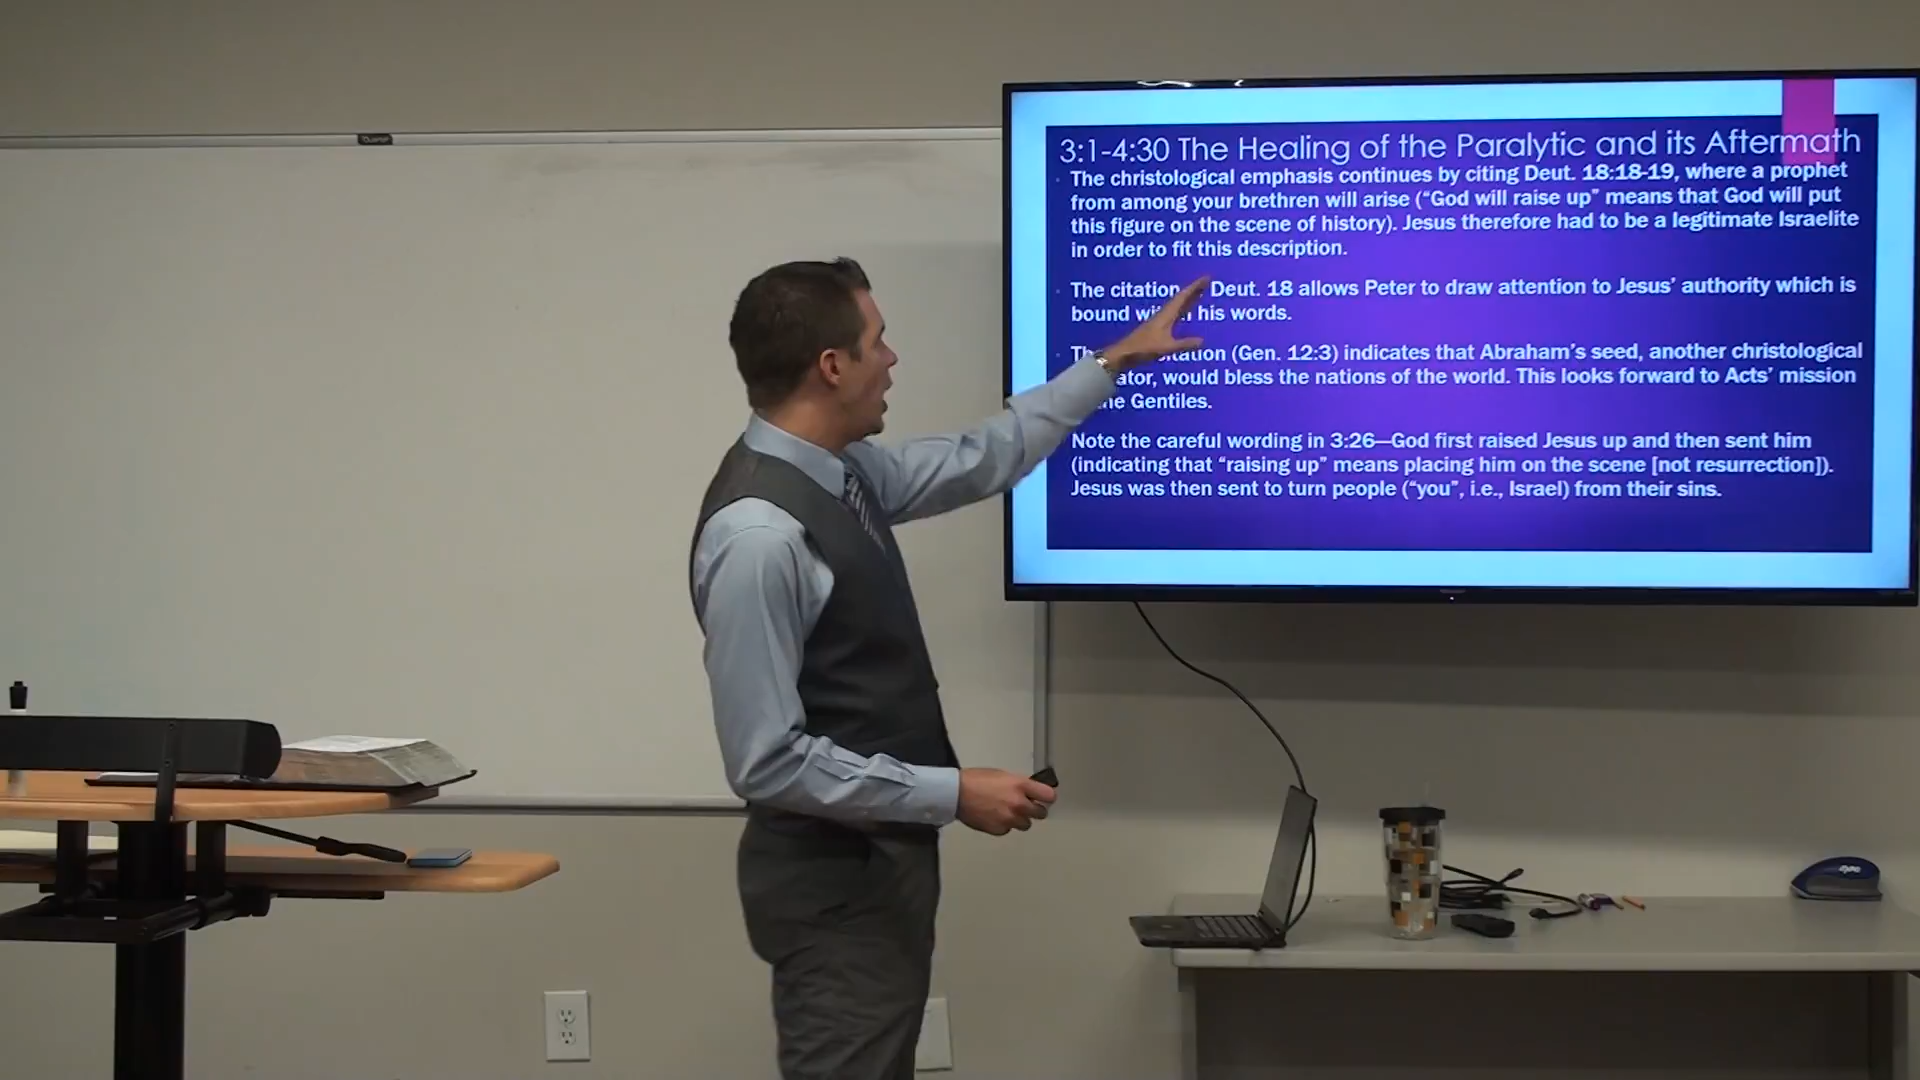 3:1-4:30 The Healing of the Paralytic and its Aftermath
The christological emphasis continues by citing Deut. 18:18-19, where a prophet
from among your brethren will arise (“God will raise up” means that God will put
this figure on the scene of history). Jesus therefore had to be a legitimate Israelite
in order to fit this description.
The citation Deut. 18 allows Peter to draw attention to Jesus’ authority which is
bound his words.
(Gen. 12:3) indicates that Abraham’s seed, another christological
would bless the nations of the world. This looks forward to Acts’ mission
Gentiles.
Note the careful wording in 3:26—God first raised Jesus up and then sent him
(indicating that “raising up” means placing him on the scene [not resurrection]).
Jesus was then sent to turn people (“you”, i.e., Israel) from their sins.
expo